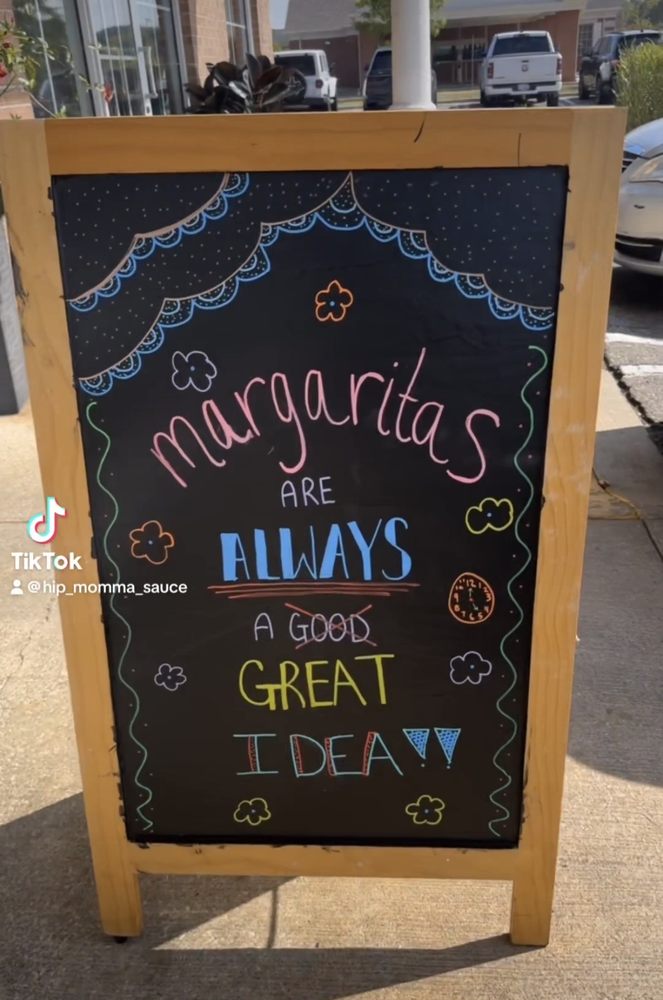 margaritas
ARE
ALWAYS
A GOOD
GREAT
IDEA!!
TikTok
@hip_momma_sauce